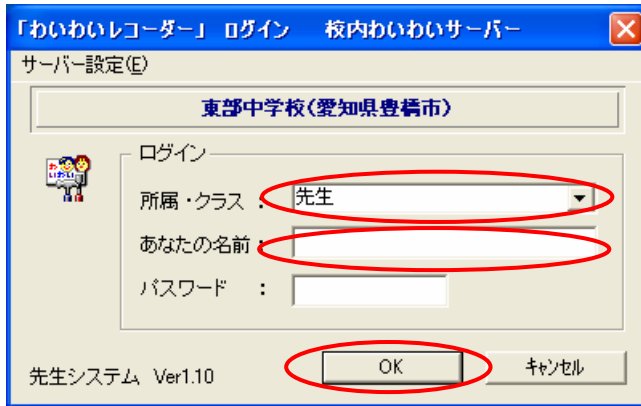 「わいわいレコーダー」 ログイン　校内わいわいサーバー
サーバー設定(E)
東部中学校(愛知県豊橋市)
ログイン
所属・クラス : 先生
あなたの名前 :
パスワード :
先生システム Ver1.10 OK キャンセル